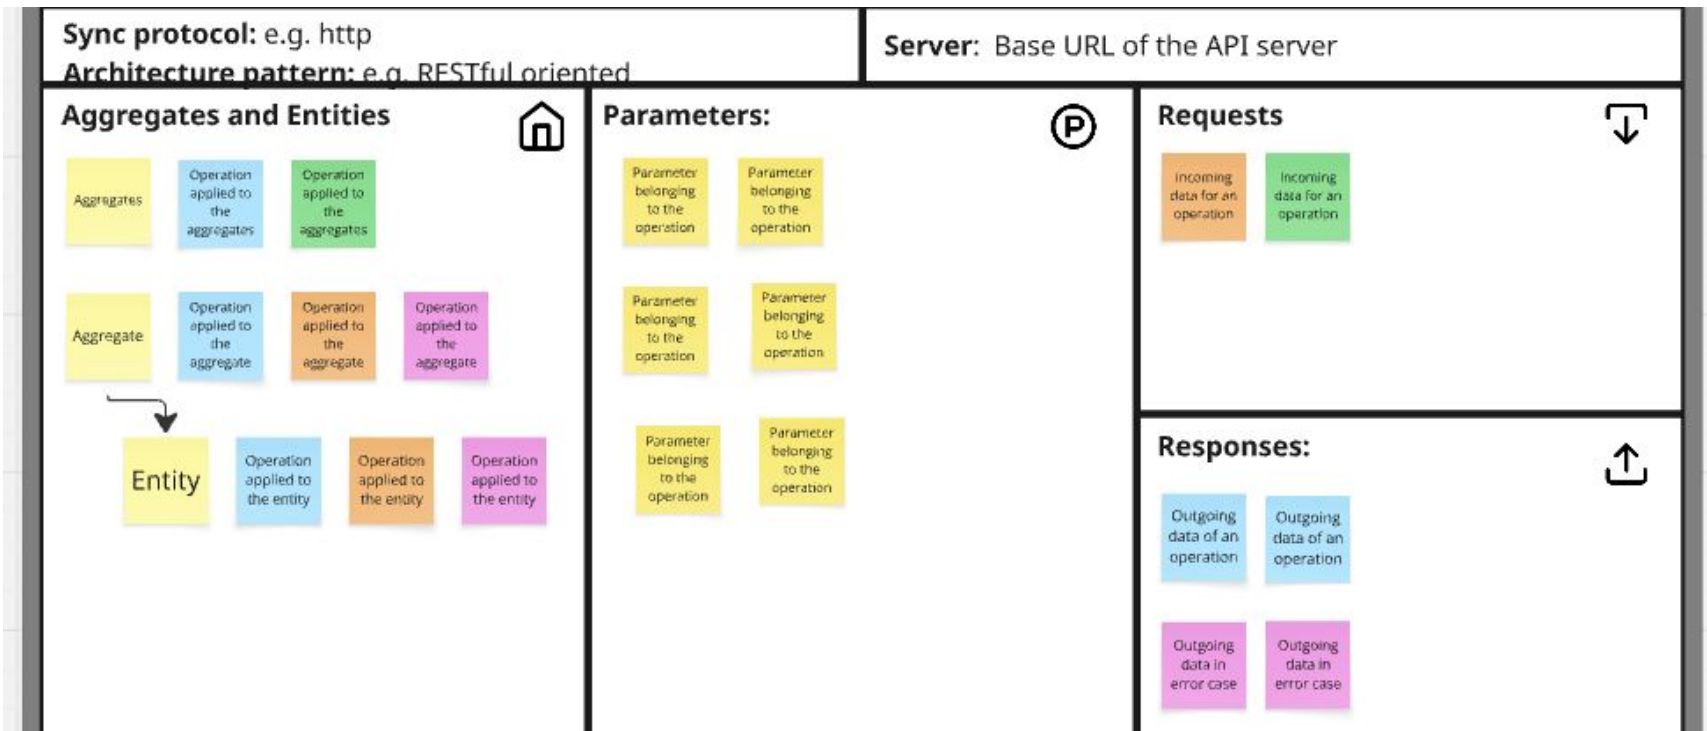 Sync protocol: e.g. http
Architecture pattern: e.g. RESTful oriented
Server: Base URL of the API server
Aggregates and Entities
Aggregates
Operation
applied to
the
aggregates
Operation
applied to
the
aggregates
Aggregate
Operation
applied to
the
aggregate
Operation
applied to
the
aggregate
Operation
applied to
the
aggregate
Entity
Operation
applied to
the entity
Operation
applied to
the entity
Operation
applied to
the entity
Parameters:
P
Parameter
belonging
to the
operation
Parameter
belonging
to the
operation
Parameter
belonging
to the
operation
Parameter
belonging
to the
operation
Parameter
belonging
to the
operation
Parameter
belonging
to the
operation
Requests
Incoming
data for an
operation
Incoming
data for an
operation
Responses:
Outgoing
data of an
operation
Outgoing
data of an
operation
Outgoing
data in
error case
Outgoing
data in
error case